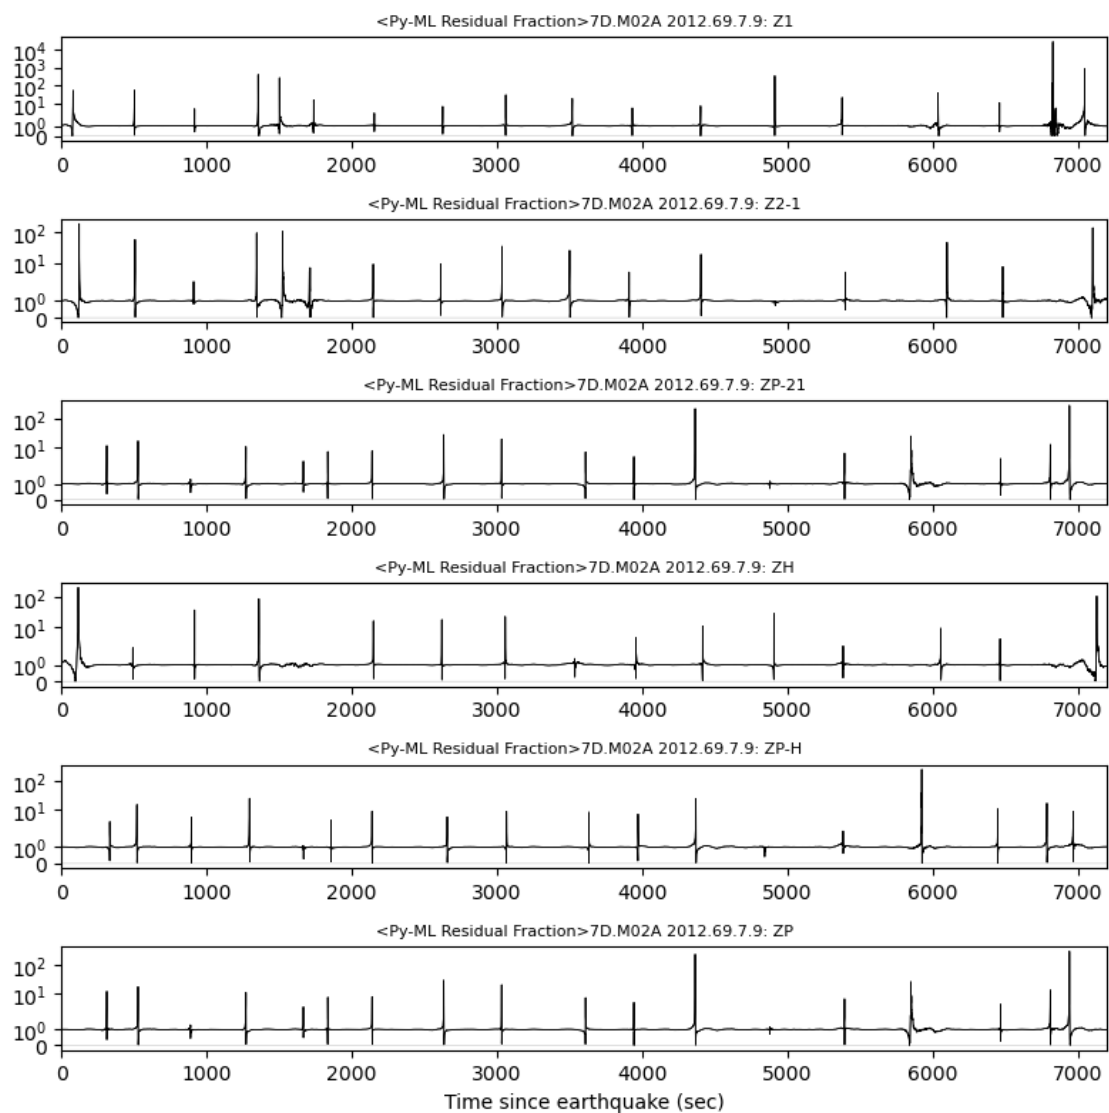 <Py-ML Residual Fraction>7D.M02A 2012.69.7.9: Z1
10^4
10^3
10^2
10^1
10^0
0
0 1000 2000 3000 4000 5000 6000 7000
<Py-ML Residual Fraction>7D.M02A 2012.69.7.9: Z2-1
10^2
10^1
10^0
0
0 1000 2000 3000 4000 5000 6000 7000
<Py-ML Residual Fraction>7D.M02A 2012.69.7.9: ZP-21
10^2
10^1
10^0
0
0 1000 2000 3000 4000 5000 6000 7000
<Py-ML Residual Fraction>7D.M02A 2012.69.7.9: ZH
10^2
10^1
10^0
0
0 1000 2000 3000 4000 5000 6000 7000
<Py-ML Residual Fraction>7D.M02A 2012.69.7.9: ZP-H
10^2
10^1
10^0
0
0 1000 2000 3000 4000 5000 6000 7000
<Py-ML Residual Fraction>7D.M02A 2012.69.7.9: ZP
10^2
10^1
10^0
0
0 1000 2000 3000 4000 5000 6000 7000
Time since earthquake (sec)